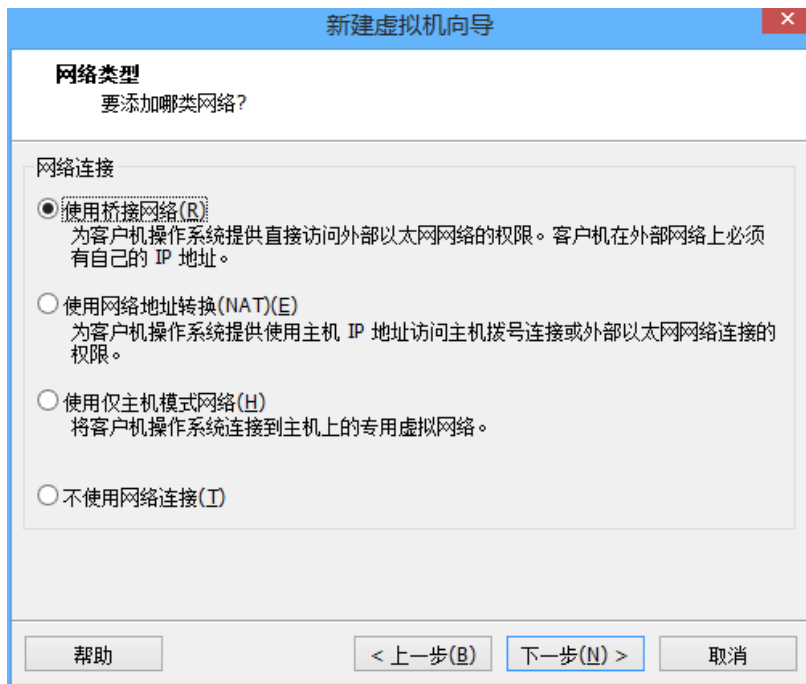 新建虚拟机向导
网络类型
要添加哪类网络?
网络连接
使用桥接网络(R)
为客户机操作系统提供直接访问外部以太网网络的权限。客户机在外部网络上必须
有自己的 IP 地址。
使用网络地址转换(NAT)(E)
为客户机操作系统提供使用主机 IP 地址访问主机拨号连接或外部以太网网络连接的
权限。
使用仅主机模式网络(H)
将客户机操作系统连接到主机上的专用虚拟网络。
不使用网络连接(T)
帮助 < 上一步(B) 下一步(N) > 取消